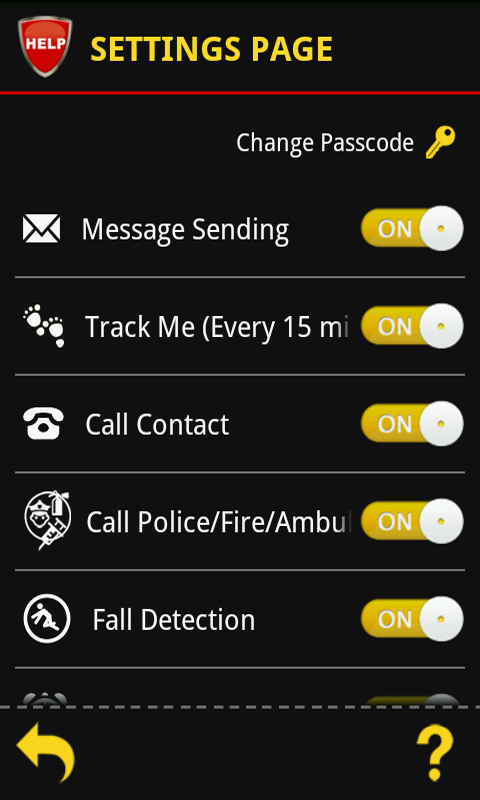 HELP
SETTINGS PAGE
Change Passcode
Message Sending ON
Track Me (Every 15 mi ON
Call Contact ON
Call Police/Fire/Ambul ON
Fall Detection ON
?